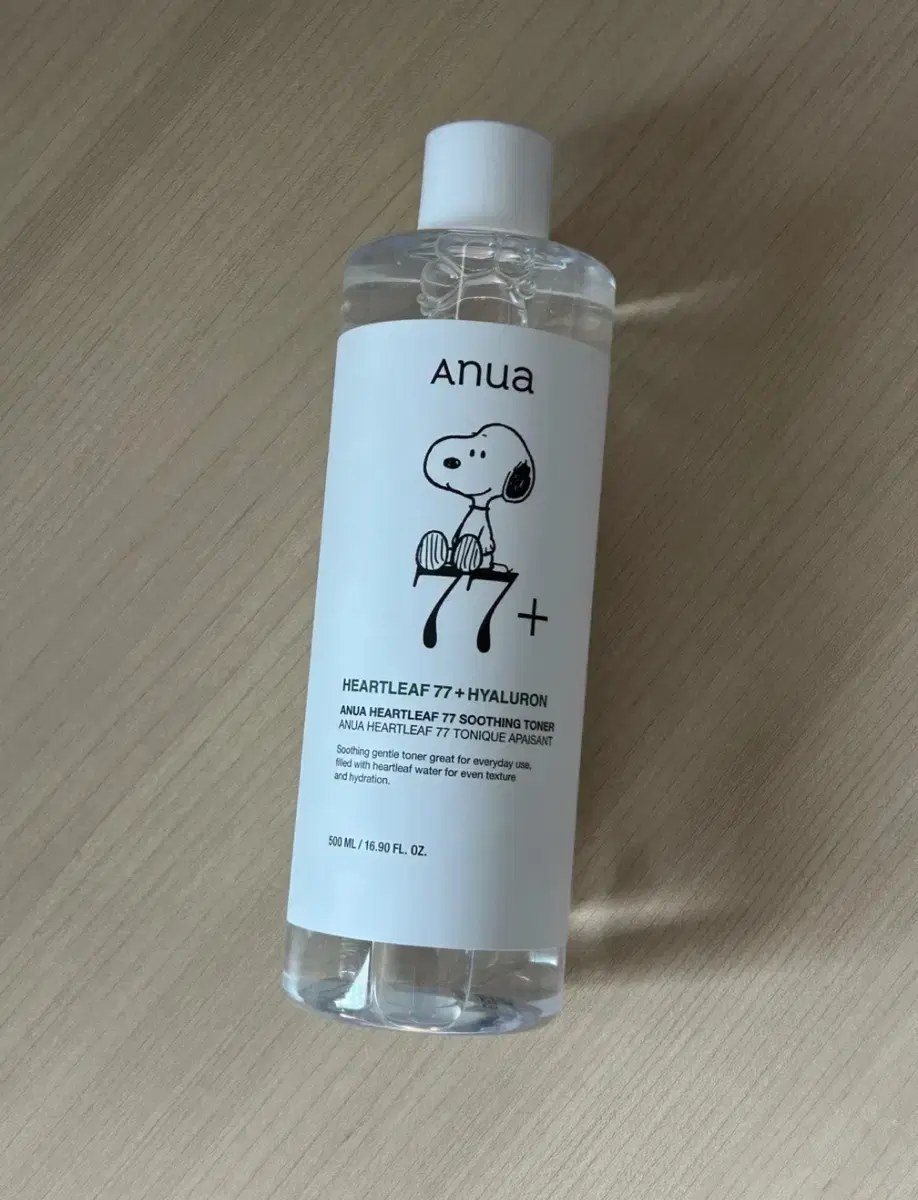 Anua
77+
HEARTLEAF 77 + HYALURON
ANUA HEARTLEAF 77 SOOTHING TONER
ANUA HEARTLEAF 77 TONIQUE APAISANT
Soothing gentle toner great for everyday use,
filled with heartleaf water for even texture
and hydration.
500 ML / 16.90 FL. OZ.